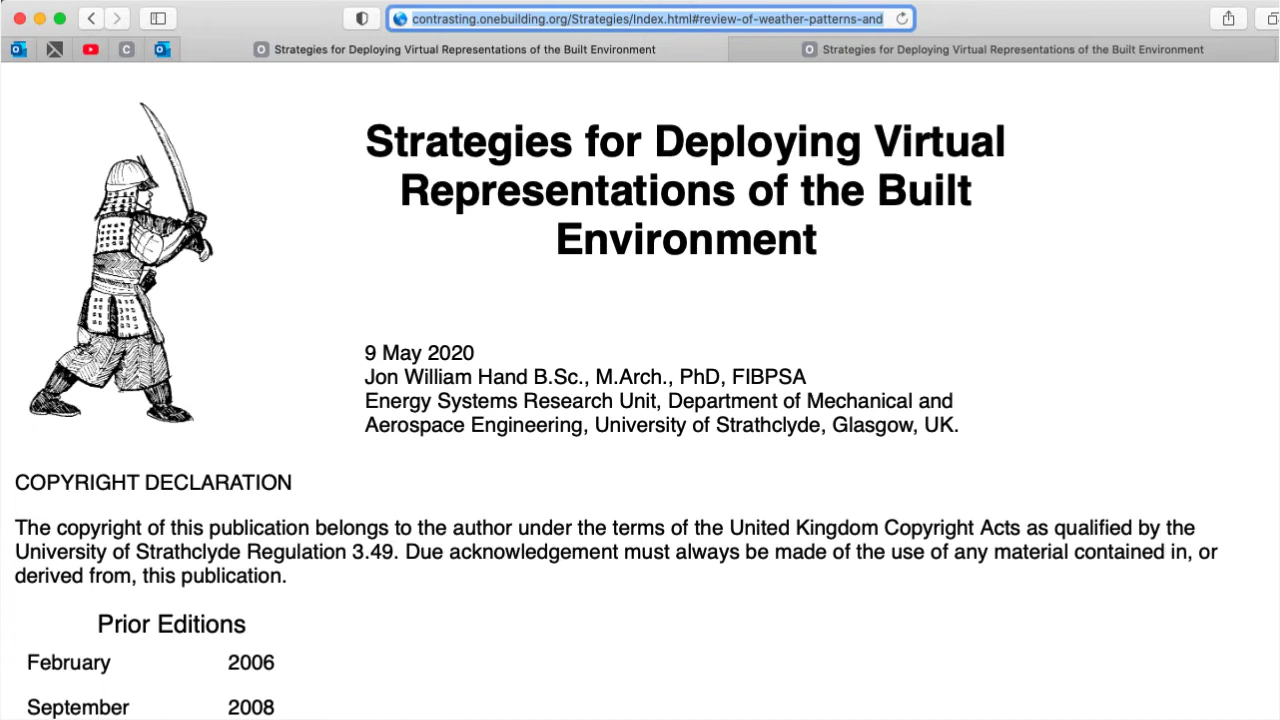 contrasting.onebuilding.org/Strategies/Index.html#review-of-weather-patterns-and
C
O Strategies for Deploying Virtual Representations of the Built Environment
O Strategies for Deploying Virtual Representations of the Built Environment
Strategies for Deploying Virtual
Representations of the Built
Environment
9 May 2020
Jon William Hand B.Sc., M.Arch., PhD, FIBPSA
Energy Systems Research Unit, Department of Mechanical and
Aerospace Engineering, University of Strathclyde, Glasgow, UK.
COPYRIGHT DECLARATION
The copyright of this publication belongs to the author under the terms of the United Kingdom Copyright Acts as qualified by the
University of Strathclyde Regulation 3.49. Due acknowledgement must always be made of the use of any material contained in, or
derived from, this publication.
Prior Editions
February 2006
September 2008